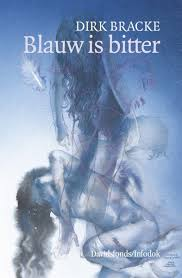 DIRK BRACKE
Blauw is bitter
Davidsfonds/Infodok